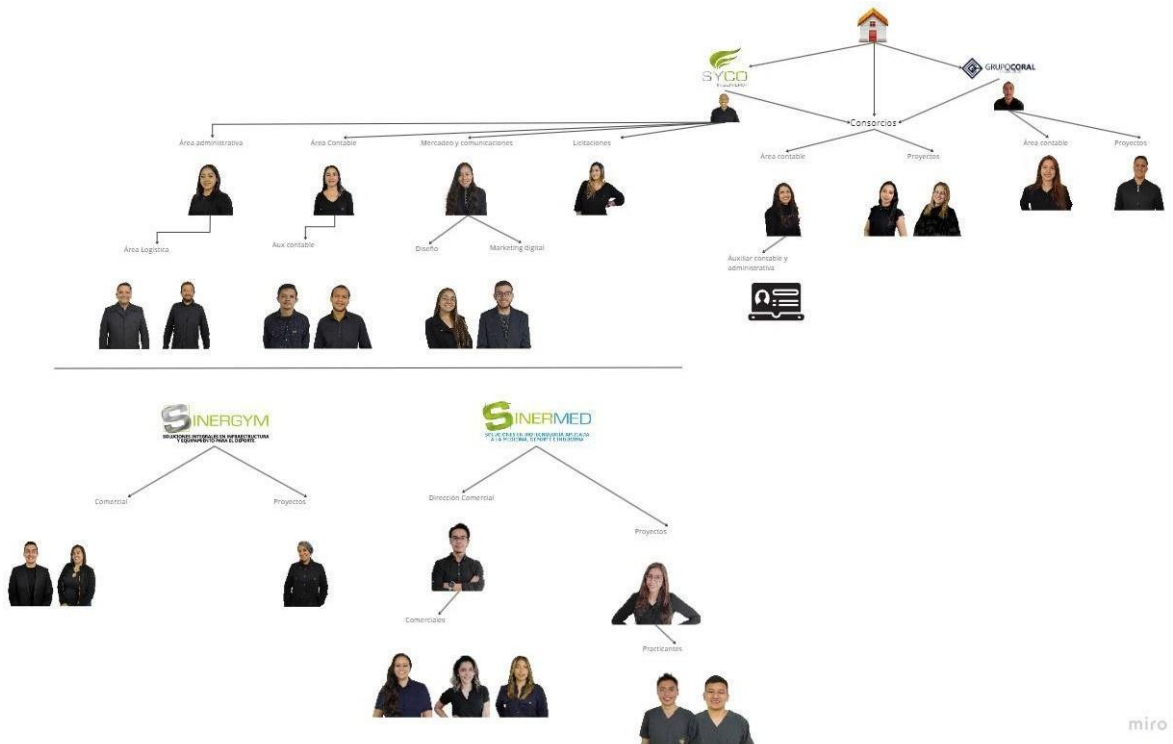 SYCO
INGENIERÍA
GRUPOCORAL
Consorcios
Área administrativa
Área Contable
Mercadeo y comunicaciones
Licitaciones
Área contable
Proyectos
Área contable
Proyectos
Área Logística
Aux contable
Diseño
Marketing digital
Auxiliar contable y
administrativa
SINERGYM
SOLUCIONES INTEGRALES EN INFRAESTRUCTURA
Y EQUIPAMIENTO PARA EL DEPORTE
SINERMED
Comercial
Proyectos
Dirección Comercial
Proyectos
Comerciales
Practicantes
miro